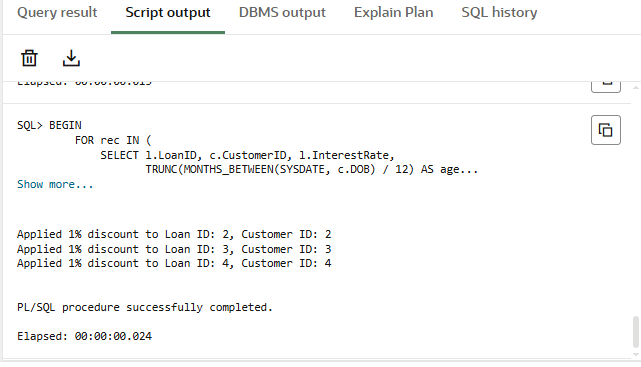 Query result Script output DBMS output Explain Plan SQL history
SQL> BEGIN
FOR rec IN (
SELECT l.LoanID, c.CustomerID, l.InterestRate,
TRUNC(MONTHS_BETWEEN(SYSDATE, c.DOB) / 12) AS age...
Show more...
Applied 1% discount to Loan ID: 2, Customer ID: 2
Applied 1% discount to Loan ID: 3, Customer ID: 3
Applied 1% discount to Loan ID: 4, Customer ID: 4
PL/SQL procedure successfully completed.
Elapsed: 00:00:00.024